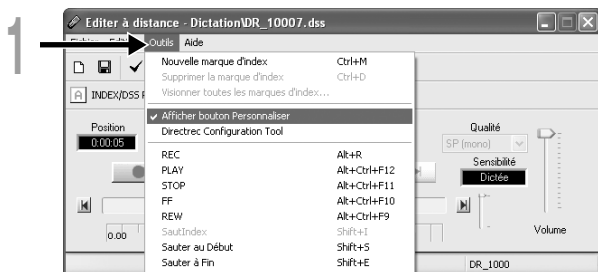 1
Editer à distance - Dictation\DR_10007.dss
Outils Aide
Nouvelle marque d'index Ctrl+M
Supprimer la marque d'index Ctrl+D
Visionner toutes les marques d'index...
A INDEX/DSS
Afficher bouton Personnaliser
Directrec Configuration Tool
Position
0:00:05
Qualité
SP (mono)
Sensibilité
Dictée
REC Alt+R
PLAY Alt+Ctrl+F12
STOP Alt+Ctrl+F11
FF Alt+Ctrl+F10
REW Alt+Ctrl+F9
SautIndex Shift+I
Sauter au Début Shift+S
Sauter à Fin Shift+E
0.00
Volume
DR_1000